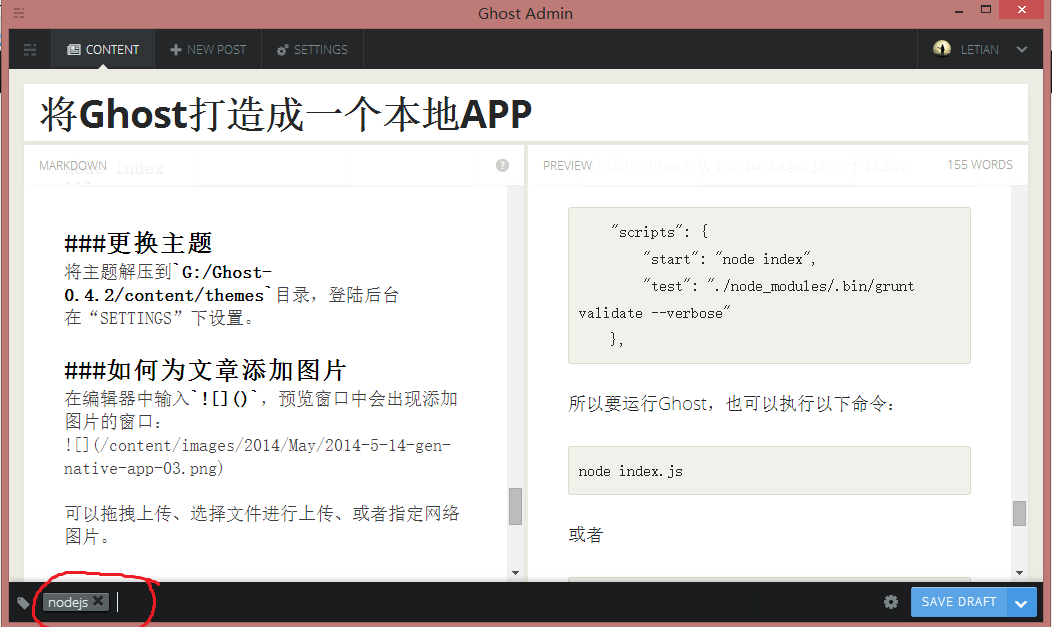 Ghost Admin
CONTENT
NEW POST
SETTINGS
LETIAN
将Ghost打造成一个本地APP
MARKDOWN
node index
```
###更换主题
将主题解压到`G:/Ghost-
0.4.2/content/themes`目录，登陆后台
在“SETTINGS”下设置。
###如何为文章添加图片
在编辑器中输入`![]()`，预览窗口中会出现添加
图片的窗口：
![](/content/images/2014/May/2014-5-14-gen-
native-app-03.png)
可以拖拽上传、选择文件进行上传、或者指定网络
图片。
PREVIEW
155 WORDS
"scripts": {
"start": "node index",
"test": "./node_modules/.bin/grunt
validate --verbose"
},
所以要运行Ghost，也可以执行以下命令：
node index.js
或者
nodejs
SAVE DRAFT